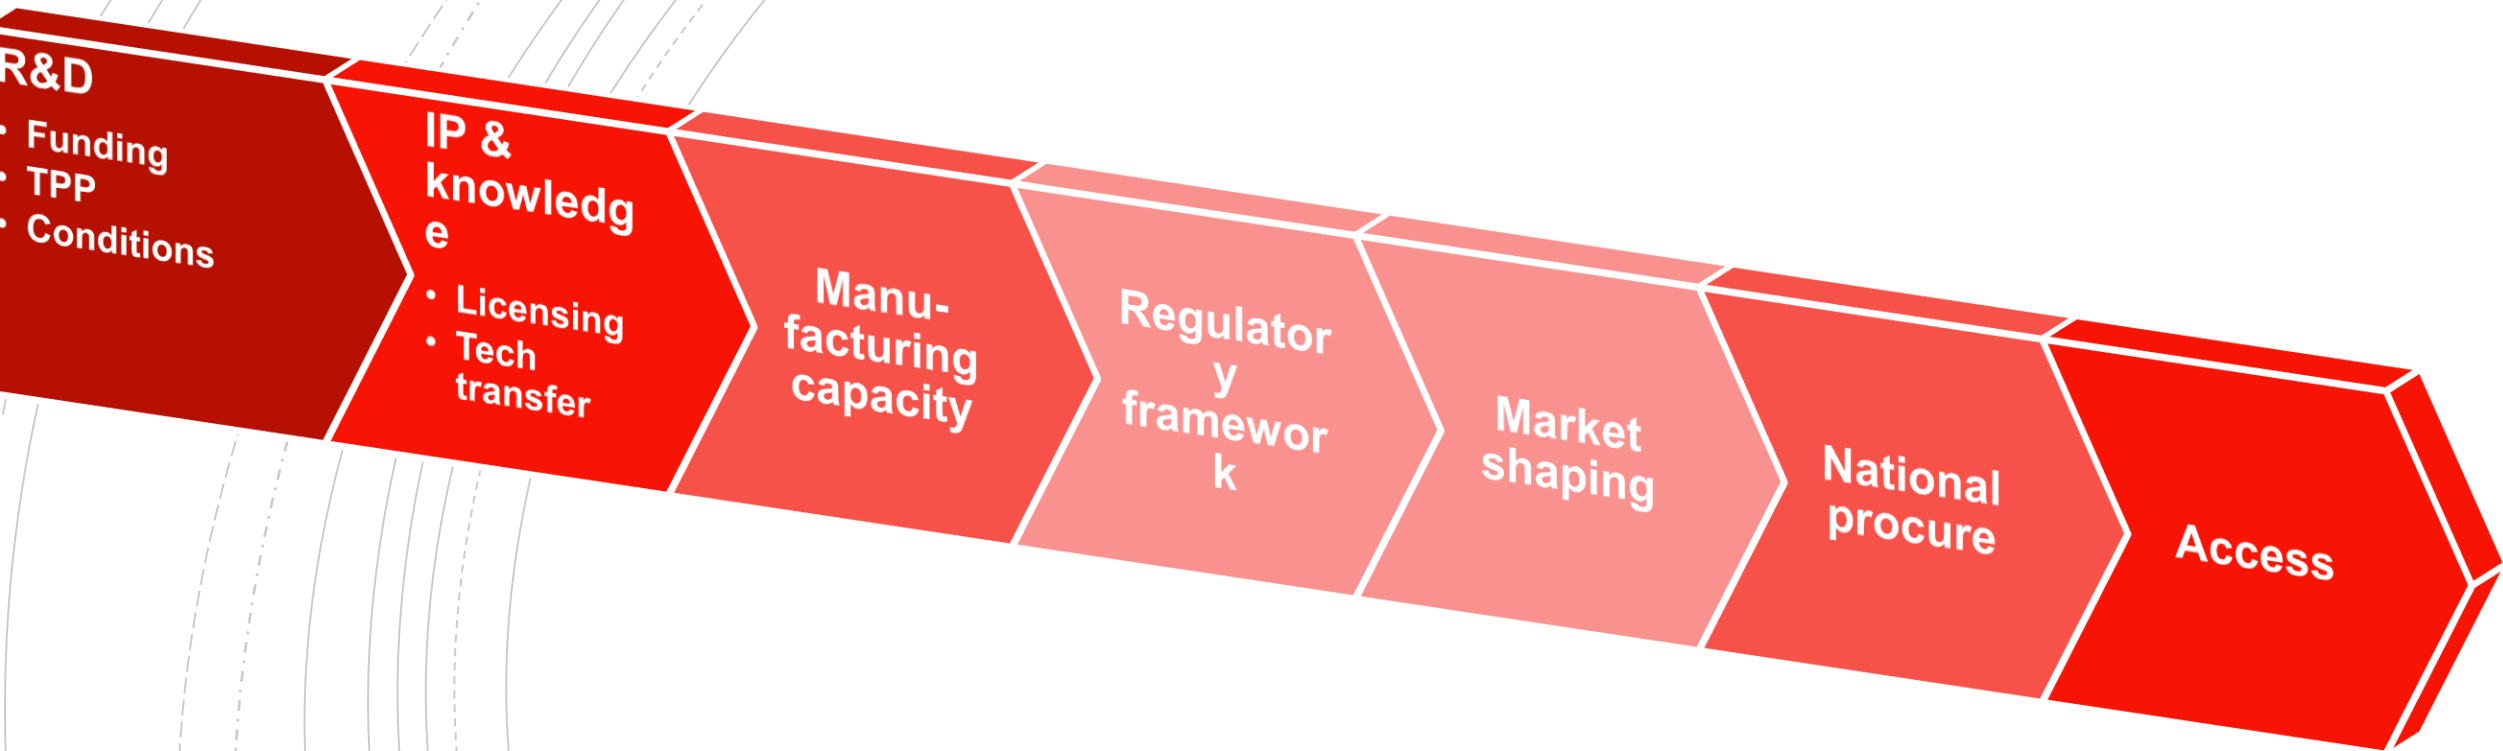 R&D
• Funding
• TPP
• Conditions
IP &
knowledg
e
• Licensing
• Tech
transfer
Manu-
facturing
capacity
Regulator
y
framewor
k
Market
shaping
National
procure
Access